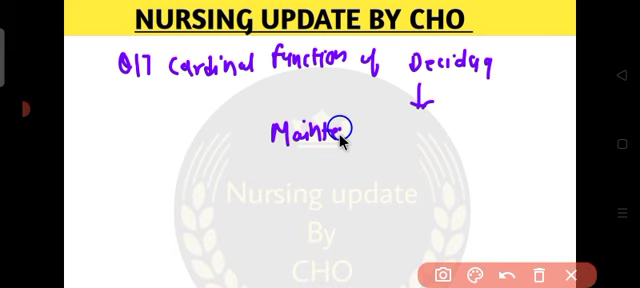 NURSING UPDATE BY CHO
Q17 Cardinal function of Decidua
Mainte
Nursing update
By
CHO